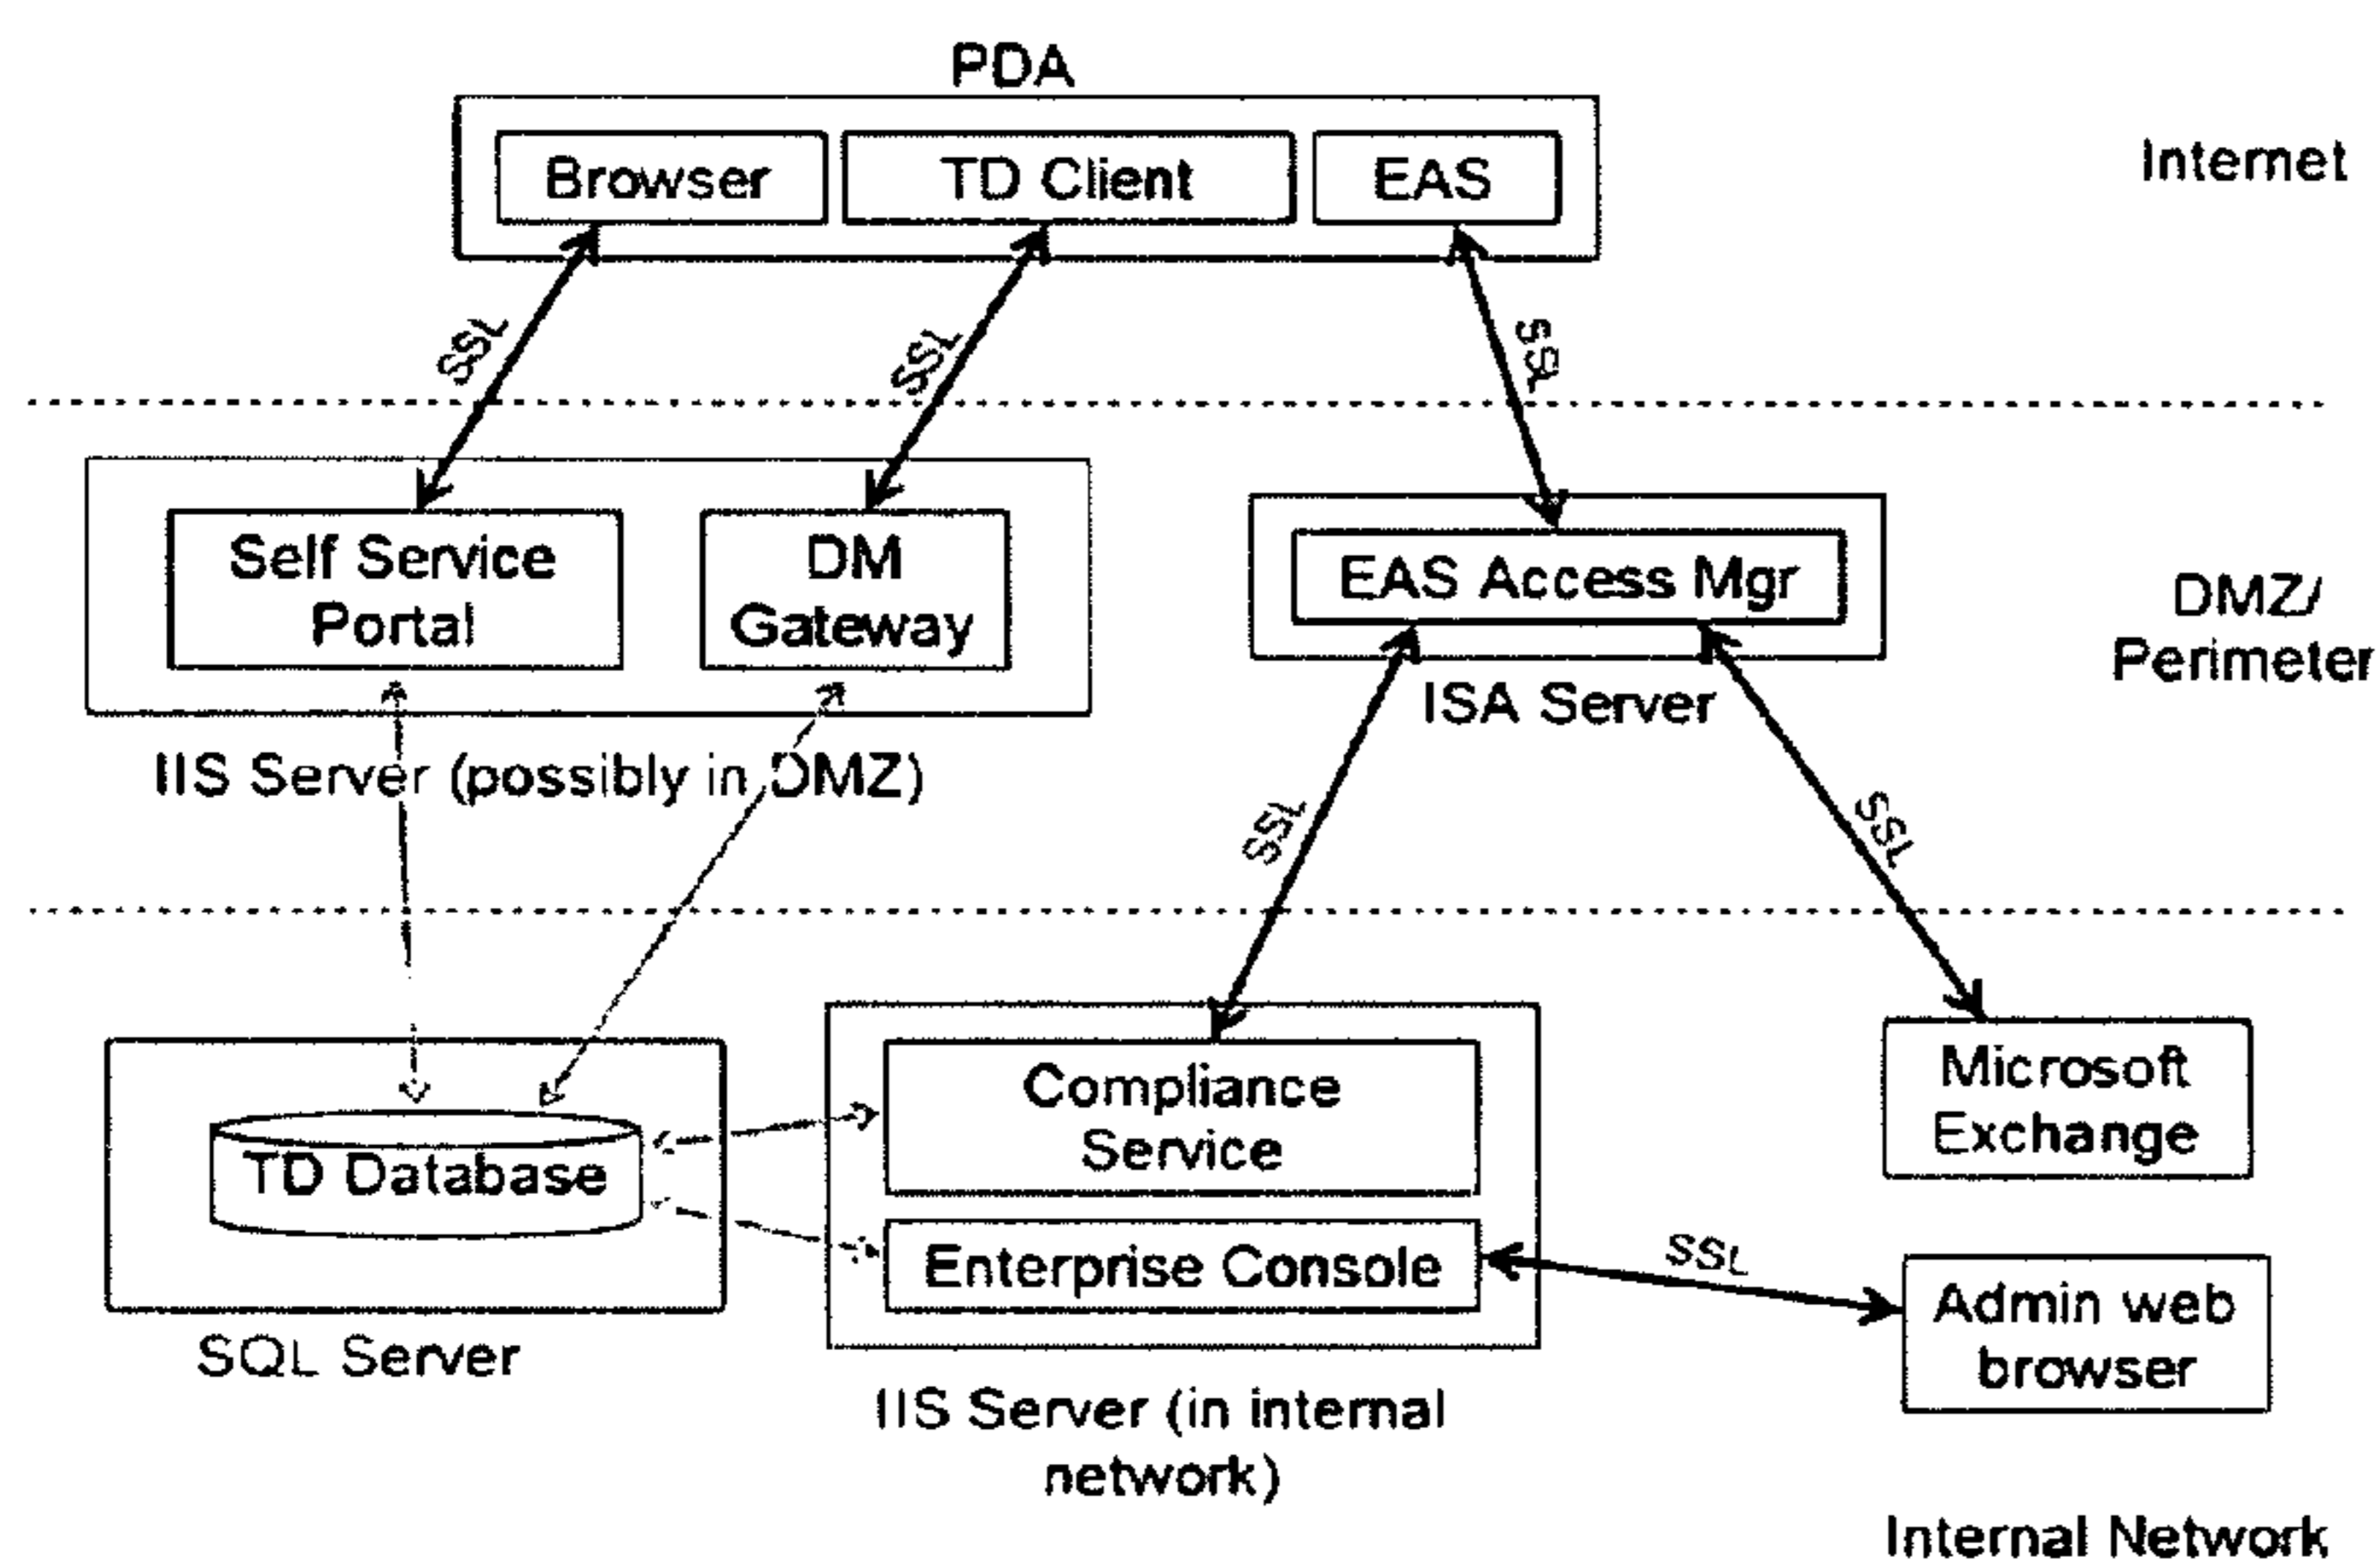 PDA
Browser
TD Client
EAS
Internet
SSL
SSL
SSL
Self Service
Portal
DM
Gateway
EAS Access Mgr
DMZ/
Perimeter
ISA Server
IIS Server (possibly in DMZ)
SSL
SSL
Compliance
Service
Microsoft
Exchange
TD Database
Enterprise Console
SSL
Admin web
browser
SQL Server
IIS Server (in internal
network)
Internal Network